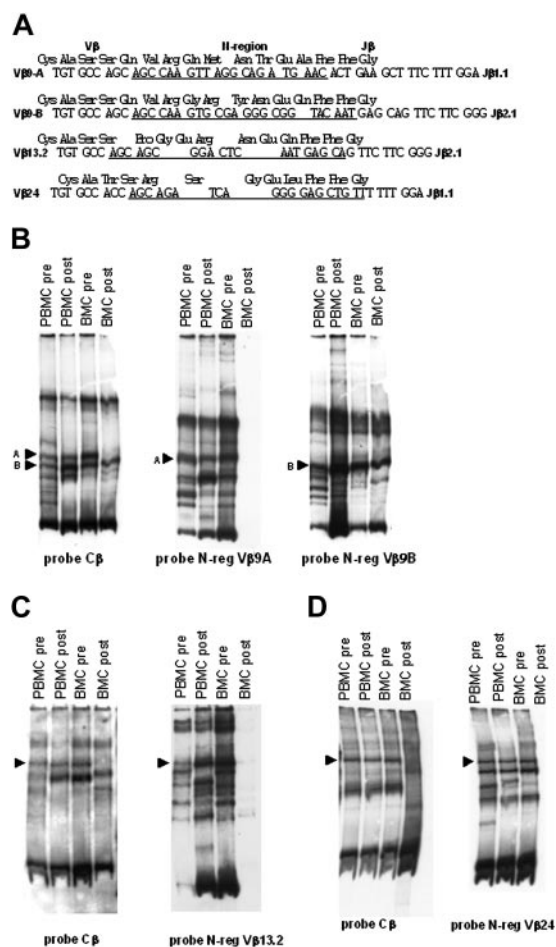 A
Vβ N-region Jβ
Cys Ala Ser Ser Gln Val Arg Gln Met Asn Thr Glu Ala Phe Phe Gly
Vβ9-A TGT GCC AGC AGC CAA GTT AGG CAG A TG AAC ACT GAA GCT TTC TTT GGA Jβ1.1
Cys Ala Ser Ser Gln Val Arg Gly Arg Tyr Asn Glu Gln Phe Phe Gly
Vβ9-B TGT GCC AGC AGC CAA GTG CGA GGG CGG TAC AAT GAG CAG TTC TTC GGG Jβ2.1
Cys Ala Ser Ser Pro Gly Glu Arg Asn Glu Gln Phe Phe Gly
Vβ13.2 TGT GCC AGC AGC GGA CTC AAT GAG CA G TTC TTC GGG Jβ2.1
Cys Ala Thr Ser Arg Ser Gly Glu Leu Phe Phe Gly
Vβ24 TGT GCC ACC AGC AGA TCA GG GGA G CTG T T TTT TTT GGA Jβ1.1
B
PBMC pre PBMC post BMC pre BMC post
PBMC pre PBMC post BMC pre BMC post
PBMC pre PBMC post BMC pre BMC post
A
B
A
B
probe Cβ probe N-reg Vβ9A probe N-reg Vβ9B
C
D
PBMC pre PBMC post BMC pre BMC post
PBMC pre PBMC post BMC pre BMC post
PBMC pre PBMC post BMC pre BMC post
PBMC pre PBMC post BMC pre BMC post
probe Cβ probe N-reg Vβ13.2 probe Cβ probe N-reg Vβ24